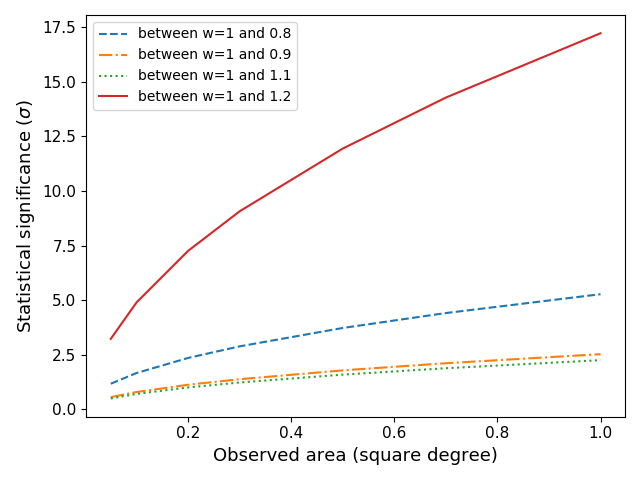 between w=1 and 0.8
between w=1 and 0.9
between w=1 and 1.1
between w=1 and 1.2
Statistical significance (σ)
17.5
15.0
12.5
10.0
7.5
5.0
2.5
0.0
0.2 0.4 0.6 0.8 1.0
Observed area (square degree)